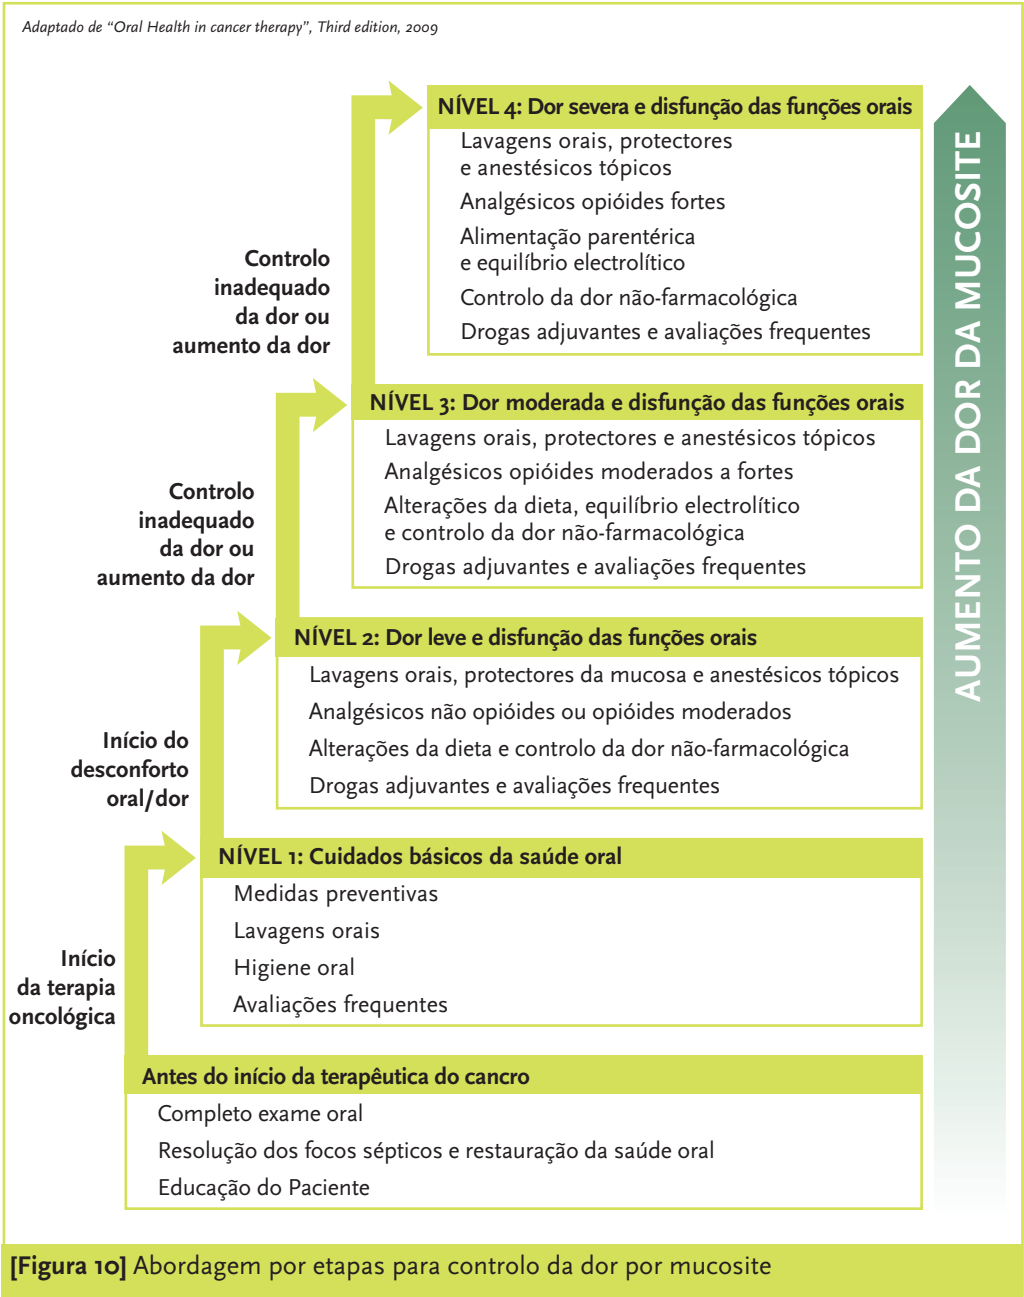 Adaptado de “Oral Health in cancer therapy”, Third edition, 2009
NÍVEL 4: Dor severa e disfunção das funções orais
Lavagens orais, protectores
e anestésicos tópicos
Analgésicos opióides fortes
Alimentação parentérica
e equilíbrio electrolítico
Controlo da dor não-farmacológica
Drogas adjuvantes e avaliações frequentes
Controlo
inadequado
da dor ou
aumento da dor
NÍVEL 3: Dor moderada e disfunção das funções orais
Lavagens orais, protectores e anestésicos tópicos
Analgésicos opióides moderados a fortes
Alterações da dieta, equilíbrio electrolítico
e controlo da dor não-farmacológica
Drogas adjuvantes e avaliações frequentes
Controlo
inadequado
da dor ou
aumento da dor
NÍVEL 2: Dor leve e disfunção das funções orais
Lavagens orais, protectores da mucosa e anestésicos tópicos
Analgésicos não opióides ou opióides moderados
Alterações da dieta e controlo da dor não-farmacológica
Drogas adjuvantes e avaliações frequentes
Início do
desconforto
oral/dor
NÍVEL 1: Cuidados básicos da saúde oral
Medidas preventivas
Lavagens orais
Higiene oral
Avaliações frequentes
Início
da terapia
oncológica
Antes do início da terapêutica do cancro
Completo exame oral
Resolução dos focos sépticos e restauração da saúde oral
Educação do Paciente
AUMENTO DA DOR DA MUCOSITE
[Figura 10] Abordagem por etapas para controlo da dor por mucosite